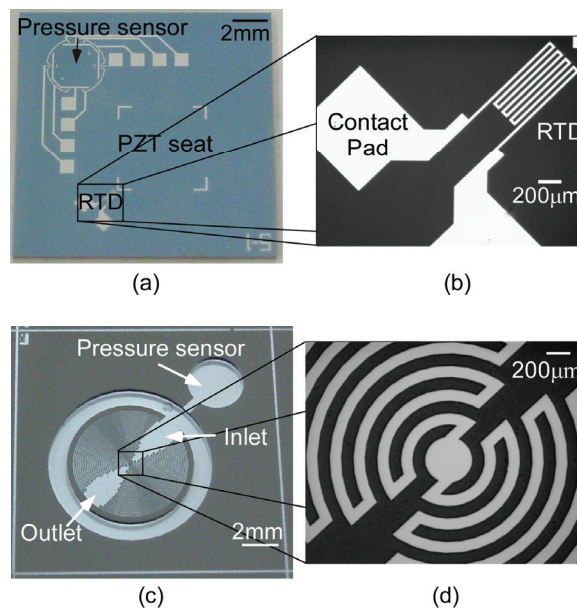 Pressure sensor
2mm
PZT seat
RTD
Contact
Pad
RTD
200μm
(a)
(b)
Pressure sensor
Inlet
Outlet
2mm
200μm
(c)
(d)